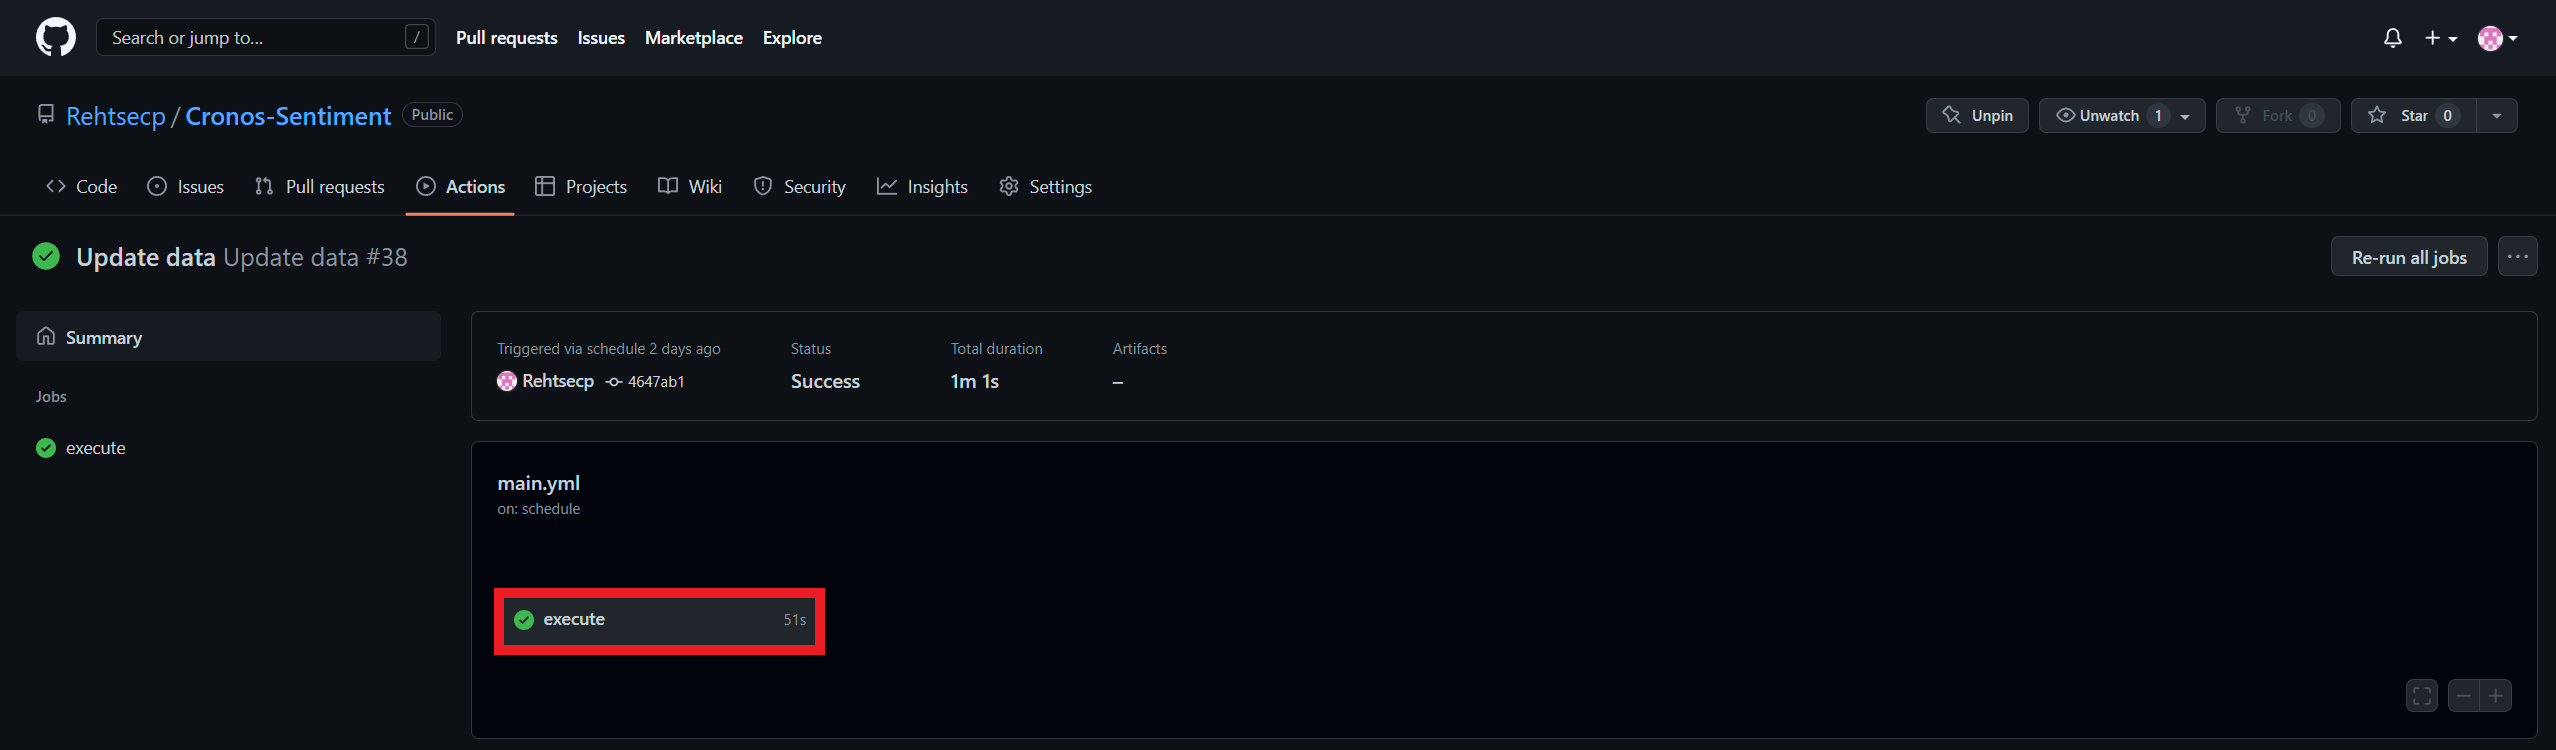 Search or jump to... /
Pull requests Issues Marketplace Explore
Rehtsecp / Cronos-Sentiment Public
Unpin Unwatch 1 Fork 0 Star 0
Code Issues Pull requests Actions Projects Wiki Security Insights Settings
Update data Update data #38
Re-run all jobs ...
Summary
Jobs
execute
Triggered via schedule 2 days ago
Rehtsecp 4647ab1
Status
Success
Total duration
1m 1s
Artifacts
–
main.yml
on: schedule
execute 51s